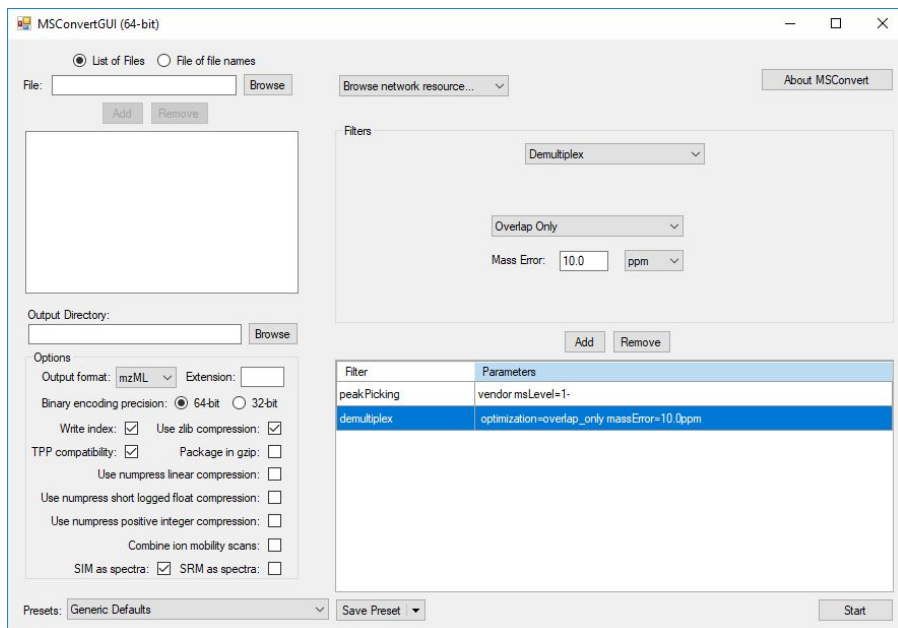 MSConvertGUI (64-bit)
List of Files File of file names
File: Browse
Add Remove
Browse network resource...
About MSConvert
Filters
Demultiplex
Overlap Only
Mass Error: 10.0 ppm
Add Remove
Output Directory:
Browse
Options
Output format: mzML Extension:
Binary encoding precision: 64-bit 32-bit
Write index: Use zlib compression:
TPP compatibility: Package in gzip:
Use numpress linear compression:
Use numpress short logged float compression:
Use numpress positive integer compression:
Combine ion mobility scans:
SIM as spectra: SRM as spectra:
Filter Parameters
peakPicking vendor msLevel=1-
demultiplex optimization=overlap_only massError=10.0ppm
Presets: Generic Defaults
Save Preset
Start